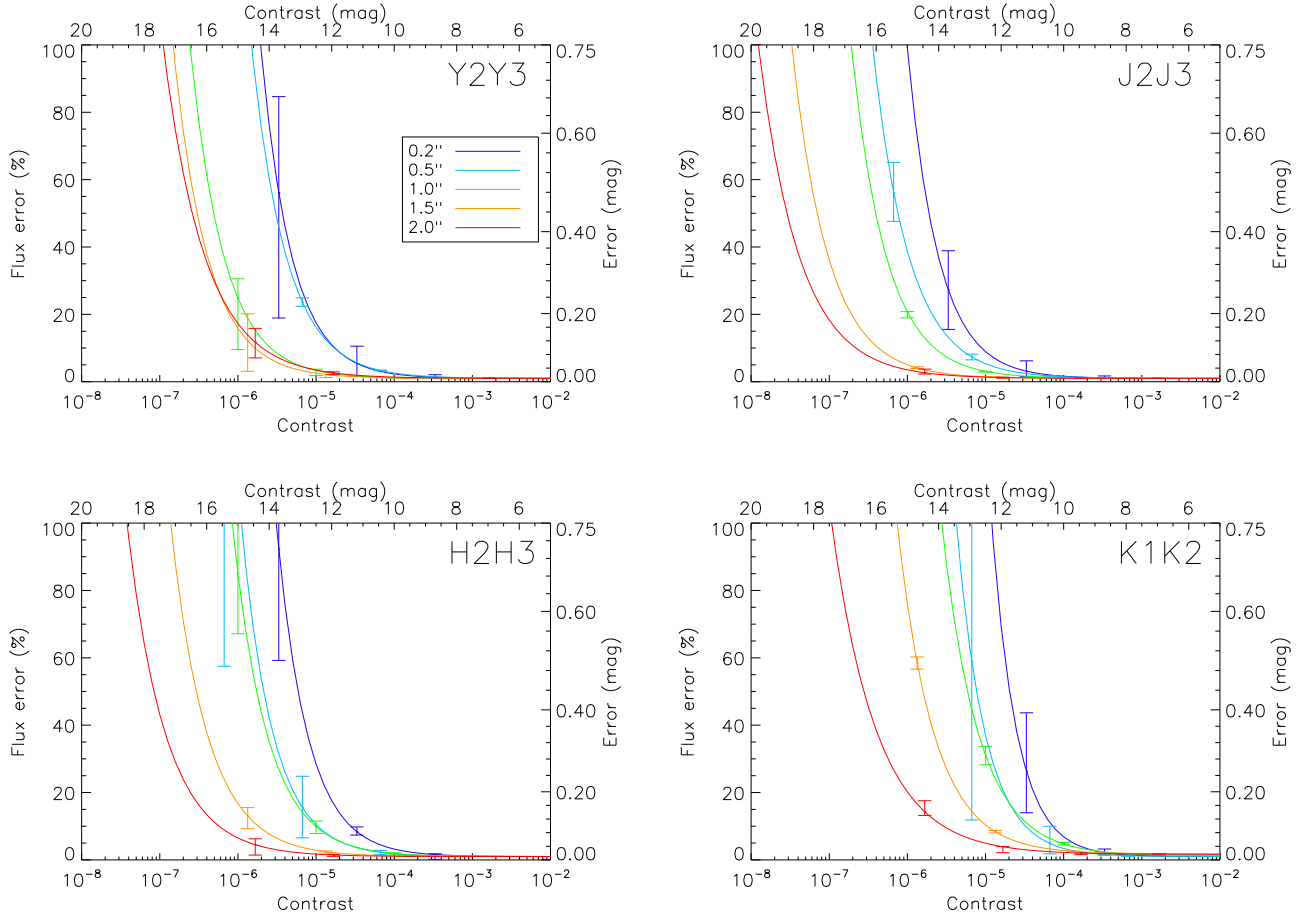 Contrast (mag)
20 18 16 14 12 10 8 6
Y2Y3
Flux error (%)
100
80
60
40
20
0
0.75
0.60
0.40
0.20
0.00
Error (mag)
0.2''
0.5''
1.0''
1.5''
2.0''
10⁻⁸ 10⁻⁷ 10⁻⁶ 10⁻⁵ 10⁻⁴ 10⁻³ 10⁻²
Contrast
Contrast (mag)
20 18 16 14 12 10 8 6
J2J3
Flux error (%)
100
80
60
40
20
0
0.75
0.60
0.40
0.20
0.00
Error (mag)
10⁻⁸ 10⁻⁷ 10⁻⁶ 10⁻⁵ 10⁻⁴ 10⁻³ 10⁻²
Contrast
Contrast (mag)
20 18 16 14 12 10 8 6
H2H3
Flux error (%)
100
80
60
40
20
0
0.75
0.60
0.40
0.20
0.00
Error (mag)
10⁻⁸ 10⁻⁷ 10⁻⁶ 10⁻⁵ 10⁻⁴ 10⁻³ 10⁻²
Contrast
Contrast (mag)
20 18 16 14 12 10 8 6
K1K2
Flux error (%)
100
80
60
40
20
0
0.75
0.60
0.40
0.20
0.00
Error (mag)
10⁻⁸ 10⁻⁷ 10⁻⁶ 10⁻⁵ 10⁻⁴ 10⁻³ 10⁻²
Contrast